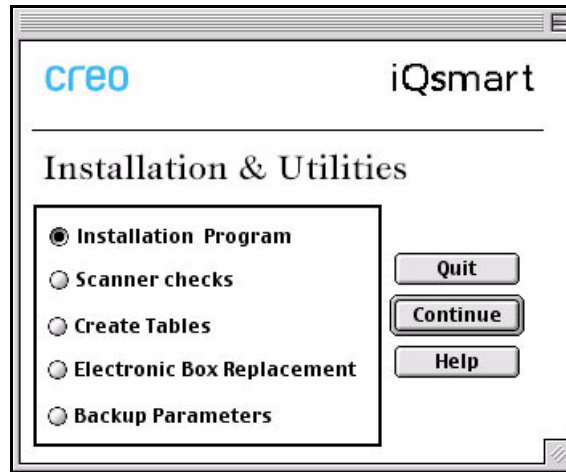 creo iQsmart
Installation & Utilities
Installation Program
Scanner checks
Create Tables
Electronic Box Replacement
Backup Parameters
Quit
Continue
Help